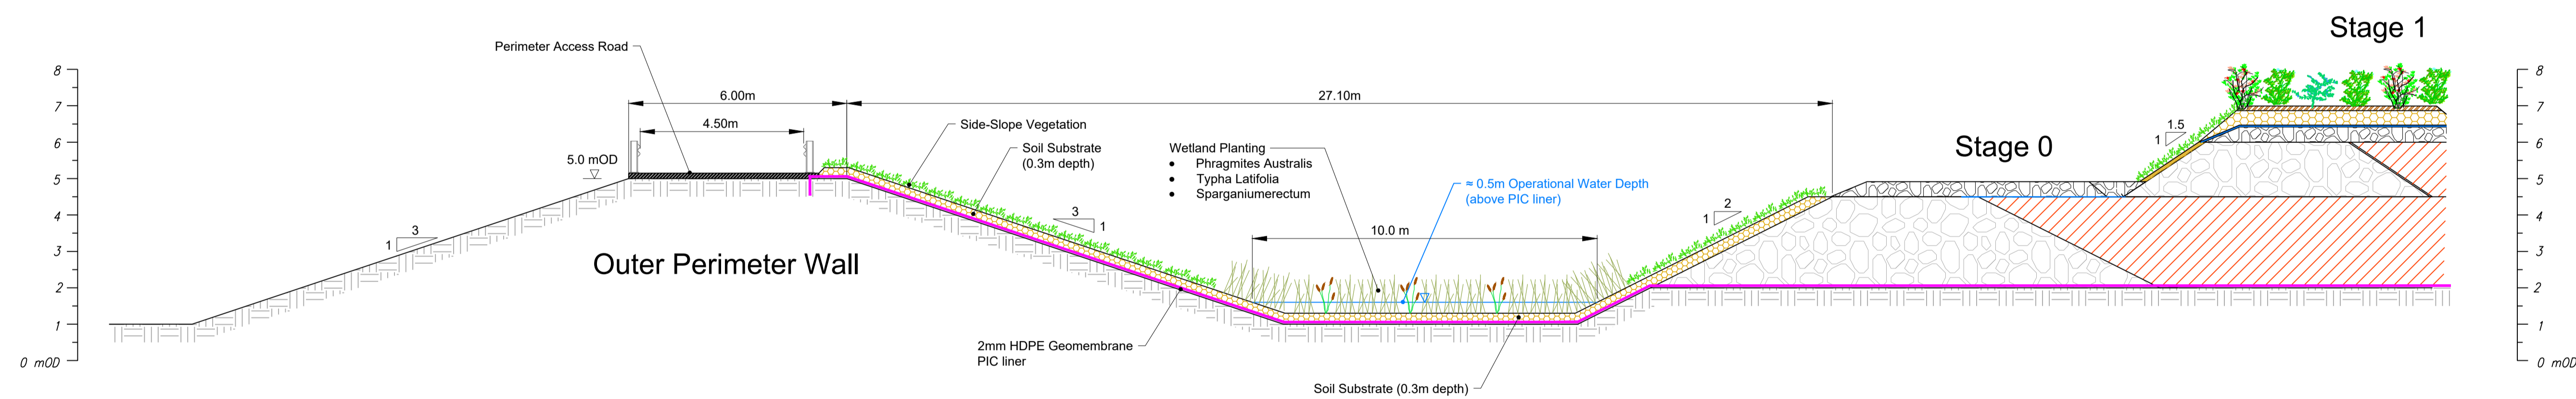 Stage 1
Perimeter Access Road
8
7
6
5
4
3
2
1
0 mOD
6.00m
27.10m
4.50m
5.0 mOD
Side-Slope Vegetation
Soil Substrate
(0.3m depth)
Wetland Planting
• Phragmites Australis
• Typha Latifolia
• Sparganiumerectum
≈ 0.5m Operational Water Depth
(above PIC liner)
Stage 0
1.5
1
3
1
3
1
2
1
10.0 m
Outer Perimeter Wall
2mm HDPE Geomembrane
PIC liner
Soil Substrate (0.3m depth)
8
7
6
5
4
3
2
1
0 mOD